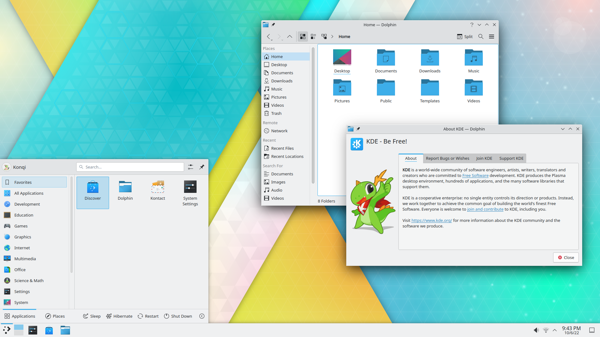 Home — Dolphin
Home
Split
Places
Home
Desktop
Documents
Downloads
Music
Pictures
Videos
Trash
Remote
Network
Recent
Recent Files
Recent Locations
Search For
Documents
Images
Audio
Videos
Desktop
Documents
Downloads
Music
Pictures
Public
Templates
Videos
8 Folders
About KDE — Dolphin
KDE - Be Free!
About
Report Bugs or Wishes
Join KDE
Support KDE
KDE is a world-wide community of software engineers, artists, writers, translators and
creators who are committed to Free Software development. KDE produces the Plasma
desktop environment, hundreds of applications, and the many software libraries that
support them.
KDE is a cooperative enterprise: no single entity controls its direction or products. Instead,
we work together to achieve the common goal of building the world's finest Free
Software. Everyone is welcome to join and contribute to KDE, including you.
Visit https://www.kde.org/ for more information about the KDE community and the
software we produce.
Close
Konqi
Search...
Favorites
All Applications
Development
Education
Games
Graphics
Internet
Multimedia
Office
Science & Math
Settings
System
Discover
Dolphin
Kontact
System
Settings
Applications
Places
Sleep
Hibernate
Restart
Shut Down
9:43 PM
10/9/22